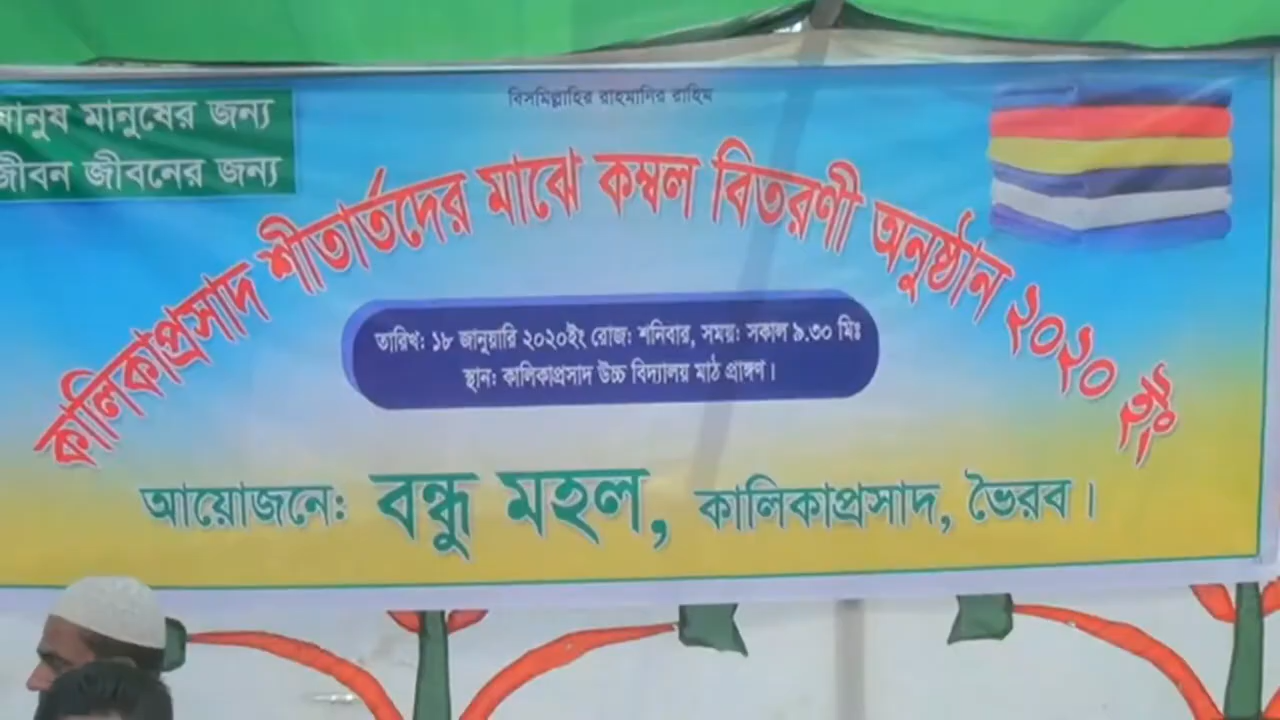 বিসমিল্লাহির রাহমানির রাহিম
মানুষ মানুষের জন্য
জীবন জীবনের জন্য
কালিকাপ্রসাদ শীতার্তদের মাঝে কম্বল বিতরণী অনুষ্ঠান ২০২০ ইং
তারিখ: ১৮ জানুয়ারি ২০২০ইং রোজ: শনিবার, সময়: সকাল ৯.৩০ মিঃ
স্থান: কালিকাপ্রসাদ উচ্চ বিদ্যালয় মাঠ প্রাঙ্গণ।
আয়োজনে: বন্ধু মহল, কালিকাপ্রসাদ, ভৈরব।